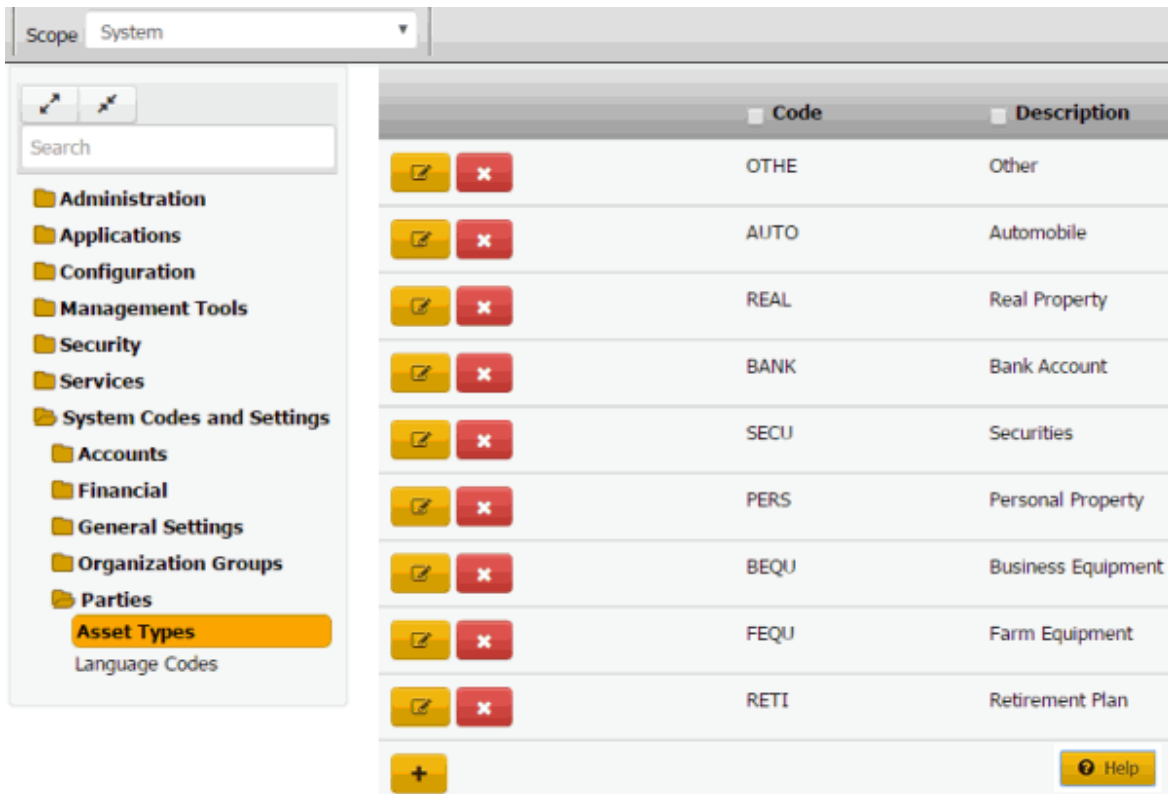 Scope System
Search
Administration
Applications
Configuration
Management Tools
Security
Services
System Codes and Settings
Accounts
Financial
General Settings
Organization Groups
Parties
Asset Types
Language Codes
Code Description
OTHE Other
AUTO Automobile
REAL Real Property
BANK Bank Account
SECU Securities
PERS Personal Property
BEQU Business Equipment
FEQU Farm Equipment
RETI Retirement Plan
Help